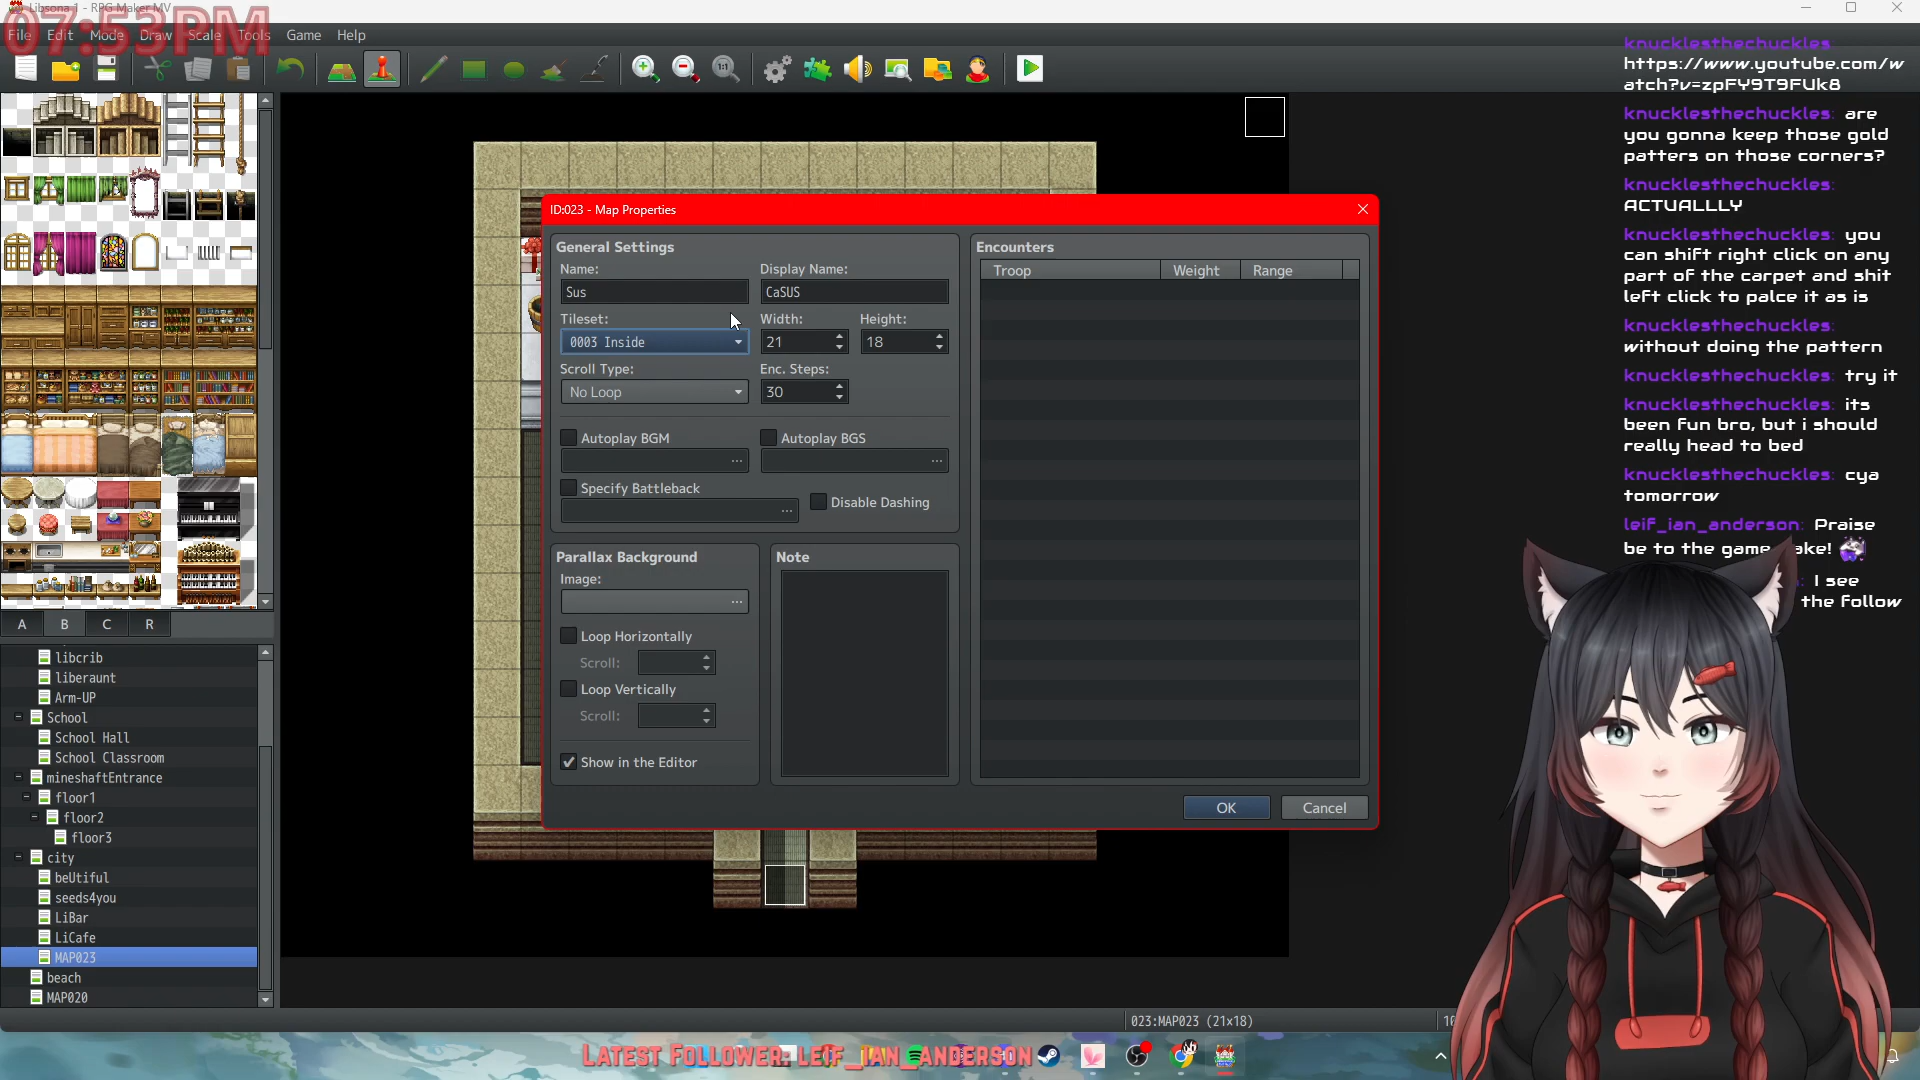 Libsona 1 - RPG Maker MV
07:53PM
File Edit Mode Draw Scale Tools Game Help
ID:023 - Map Properties
General Settings
Name:
Display Name:
Sus
CaSUS
Tileset:
Width:
Height:
0003 Inside
21
18
Scroll Type:
Enc. Steps:
No Loop
30
Autoplay BGM
Autoplay BGS
Specify Battleback
Disable Dashing
Parallax Background
Image:
Loop Horizontally
Scroll:
Loop Vertically
Scroll:
Show in the Editor
Note
Encounters
Troop Weight Range
OK
Cancel
A B C R
libcrib
liberaunt
Arm-UP
School
School Hall
School Classroom
mineshaftEntrance
floor1
floor2
floor3
city
beUtiful
seeds4you
LiBar
LiCafe
MAP023
beach
MAP020
023:MAP023 (21x18)
Latest Follower: leif_ian_anderson
knucklesthechuckles:
https://www.youtube.com/w
atch?v=zpFY9T9FUk8
knucklesthechuckles: are
you gonna keep those gold
patters on those corners?
knucklesthechuckles:
ACTUALLLY
knucklesthechuckles: you
can shift right click on any
part of the carpet and shit
left click to palce it as is
knucklesthechuckles:
without doing the pattern
knucklesthechuckles: try it
knucklesthechuckles: its
been fun bro, but i should
really head to bed
knucklesthechuckles: cya
tomorrow
leif_ian_anderson: Praise
be to the game
: I see
the Follow